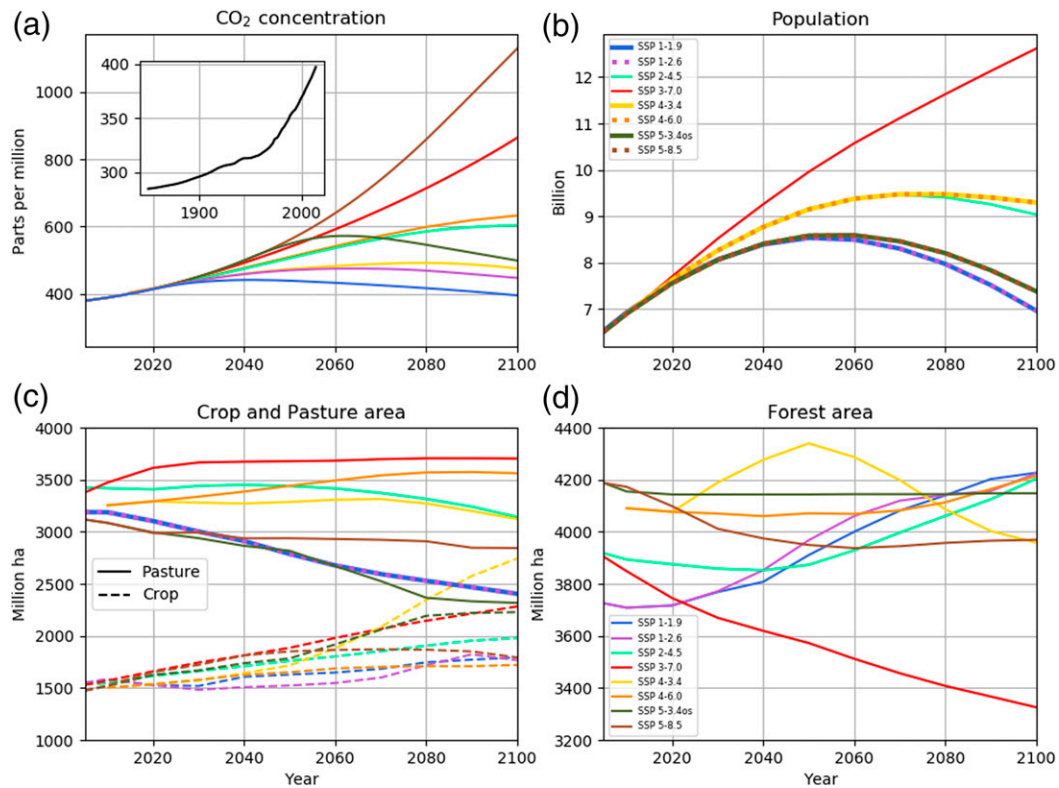 (a)
CO₂ concentration
Parts per million
1000
800
600
400
400
350
300
1900
2000
2020
2040
2060
2080
2100
(b)
Population
Billion
12
11
10
9
8
7
SSP 1-1.9
SSP 1-2.6
SSP 2-4.5
SSP 3-7.0
SSP 4-3.4
SSP 4-6.0
SSP 5-3.4os
SSP 5-8.5
2020
2040
2060
2080
2100
(c)
Crop and Pasture area
Million ha
4000
3500
3000
2500
2000
1500
1000
Pasture
Crop
2020
2040
2060
2080
2100
Year
(d)
Forest area
Million ha
4400
4200
4000
3800
3600
3400
3200
SSP 1-1.9
SSP 1-2.6
SSP 2-4.5
SSP 3-7.0
SSP 4-3.4
SSP 4-6.0
SSP 5-3.4os
SSP 5-8.5
2020
2040
2060
2080
2100
Year